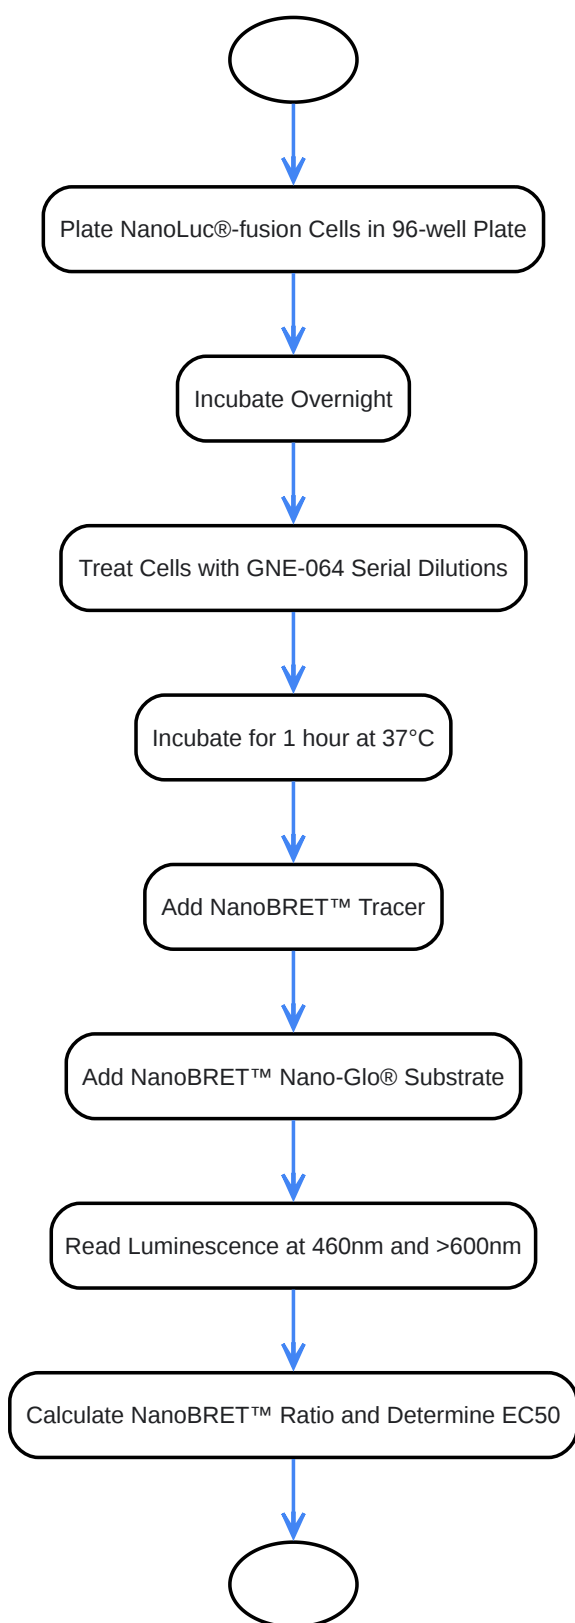 Plate NanoLuc®-fusion Cells in 96-well Plate
Incubate Overnight
Treat Cells with GNE-064 Serial Dilutions
Incubate for 1 hour at 37°C
Add NanoBRET™ Tracer
Add NanoBRET™ Nano-Glo® Substrate
Read Luminescence at 460nm and >600nm
Calculate NanoBRET™ Ratio and Determine EC50